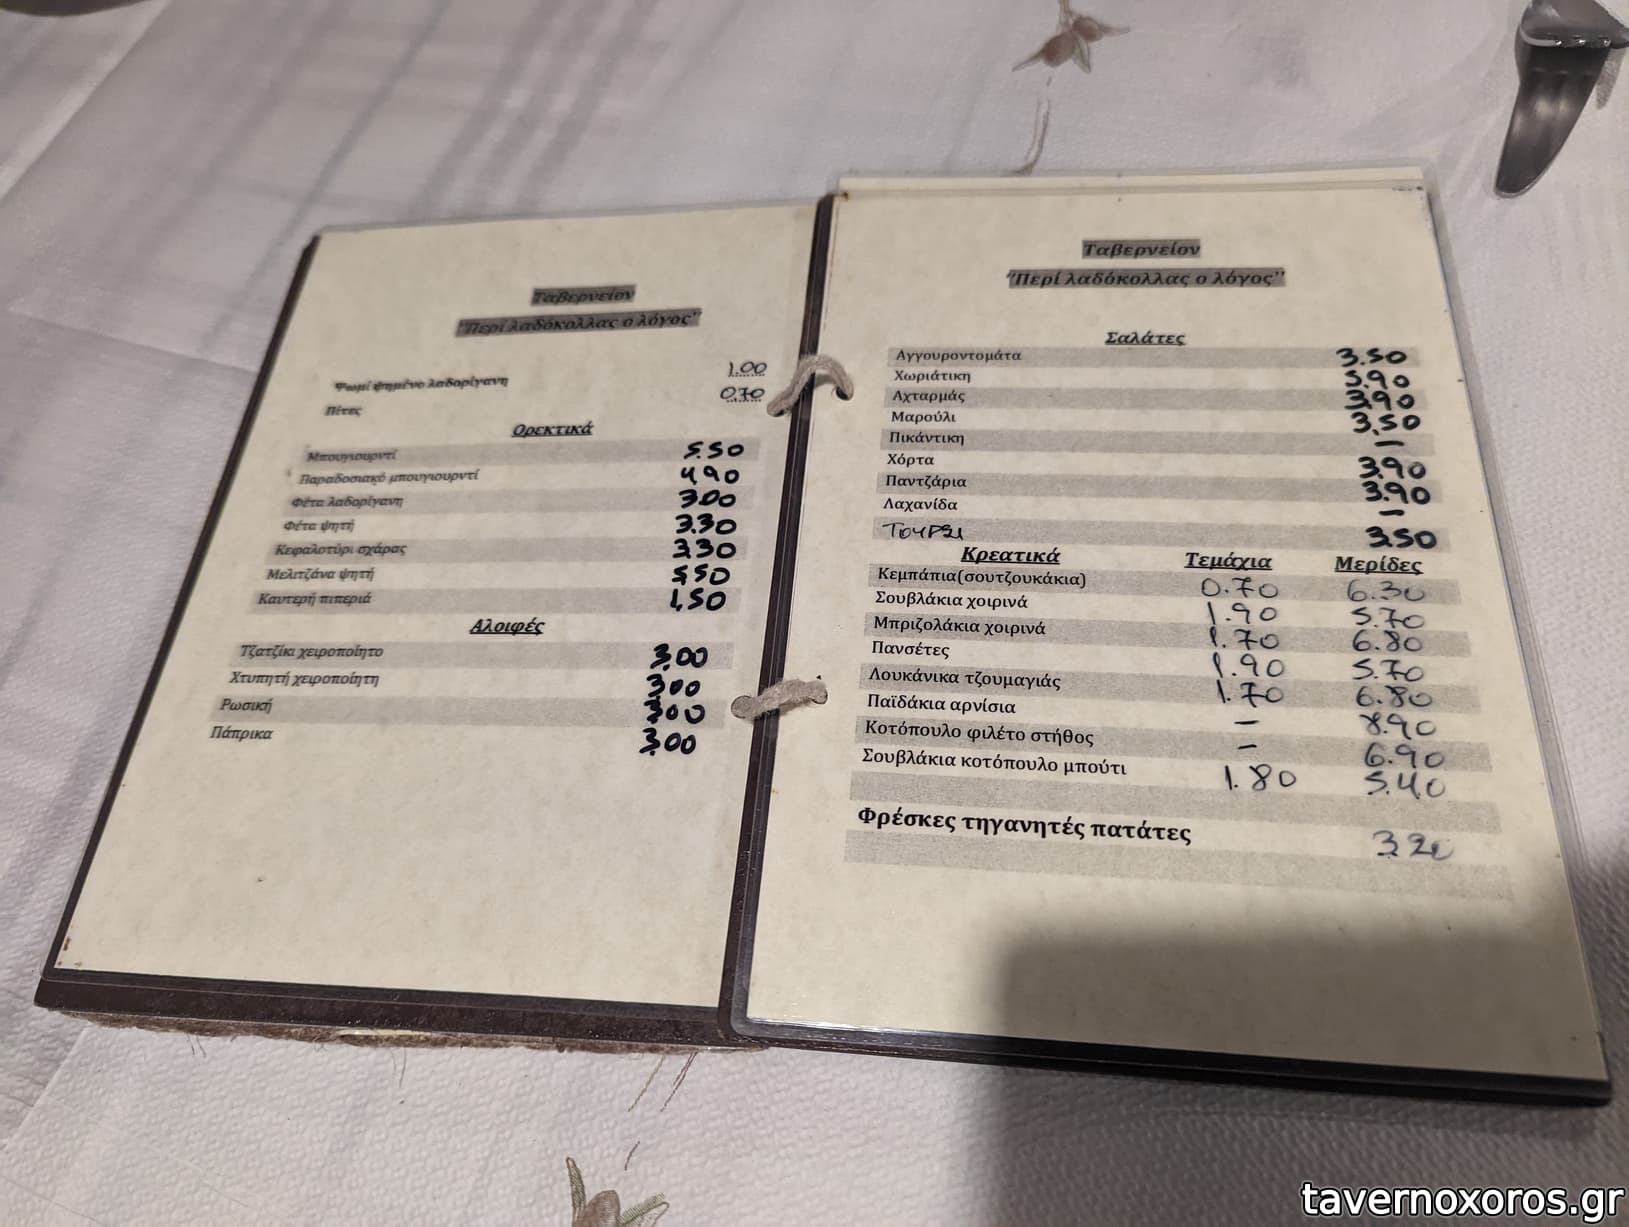 Ταβερνείον
"Περί λαδόκολλας ο λόγος"
Ψωμί ψημένο λαδορίγανη 1.00
Πίτες 0,70
Ορεκτικά
Μπουγιουρντί 5.50
Παραδοσιακό μπουγιουρντί 4.90
Φέτα λαδορίγανη 3.00
Φέτα ψητή 3.30
Κεφαλοτύρι σχάρας 3.30
Μελιτζάνα ψητή 5,50
Καυτερή πιπεριά 1,50
Αλοιφές
Τζατζίκι χειροποίητο 3.00
Χτυπητή χειροποίητη 3.00
Ρωσική 3.00
Πάπρικα 3.00
Ταβερνείον
"Περί λαδόκολλας ο λόγος"
Σαλάτες
Αγγουροντομάτα 3.50
Χωριάτικη 5.90
Αχταρμάς 3.90
Μαρούλι 3.50
Πικάντικη –
Χόρτα 3.90
Παντζάρια 3.90
Λαχανίδα –
ΤΟΥΡΣΙ 3.50
Κρεατικά Τεμάχια Μερίδες
Κεμπάπια(σουτζουκάκια) 0.70 6.30
Σουβλάκια χοιρινά 1.90 5.70
Μπριζολάκια χοιρινά 1.70 6.80
Πανσέτες 1.90 5.70
Λουκάνικα τζουμαγιάς 1.70 6.80
Παϊδάκια αρνίσια – 8.90
Κοτόπουλο φιλέτο στήθος – 6.90
Σουβλάκια κοτόπουλο μπούτι 1.80 5.40
Φρέσκες τηγανητές πατάτες 3.20
tavernoxoros.gr